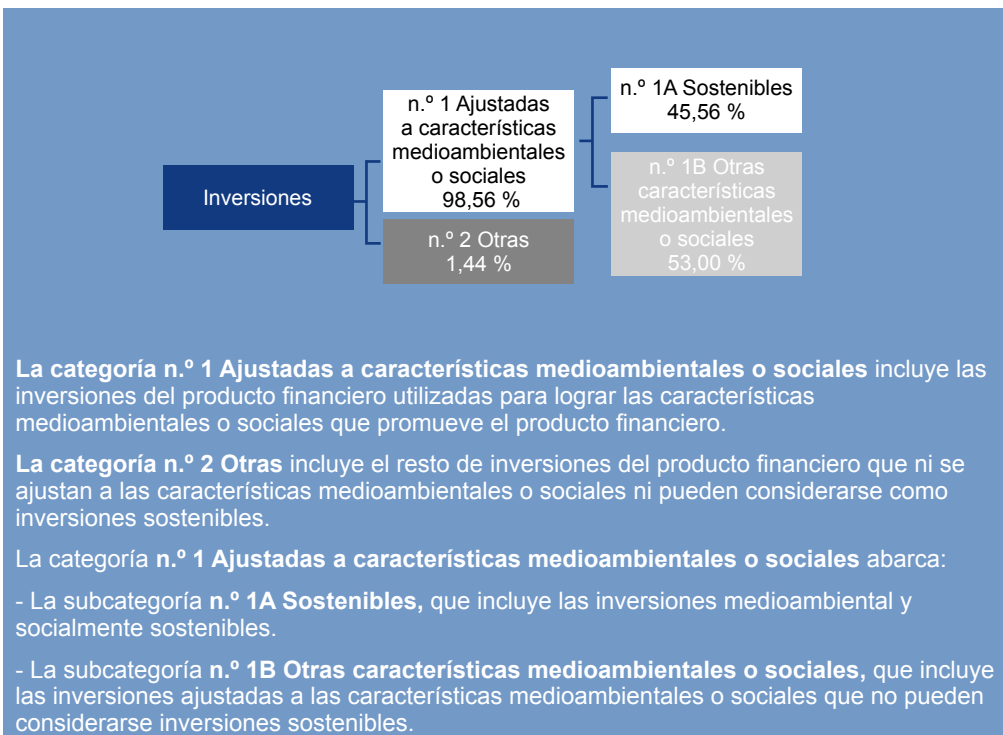 Inversiones
n.º 1 Ajustadas
a características
medioambientales
o sociales
98,56 %
n.º 2 Otras
1,44 %
n.º 1A Sostenibles
45,56 %
n.º 1B Otras
características
medioambientales
o sociales
53,00 %
La categoría n.º 1 Ajustadas a características medioambientales o sociales incluye las
inversiones del producto financiero utilizadas para lograr las características
medioambientales o sociales que promueve el producto financiero.
La categoría n.º 2 Otras incluye el resto de inversiones del producto financiero que ni se
ajustan a las características medioambientales o sociales ni pueden considerarse como
inversiones sostenibles.
La categoría n.º 1 Ajustadas a características medioambientales o sociales abarca:
- La subcategoría n.º 1A Sostenibles, que incluye las inversiones medioambiental y
socialmente sostenibles.
- La subcategoría n.º 1B Otras características medioambientales o sociales, que incluye
las inversiones ajustadas a las características medioambientales o sociales que no pueden
considerarse inversiones sostenibles.